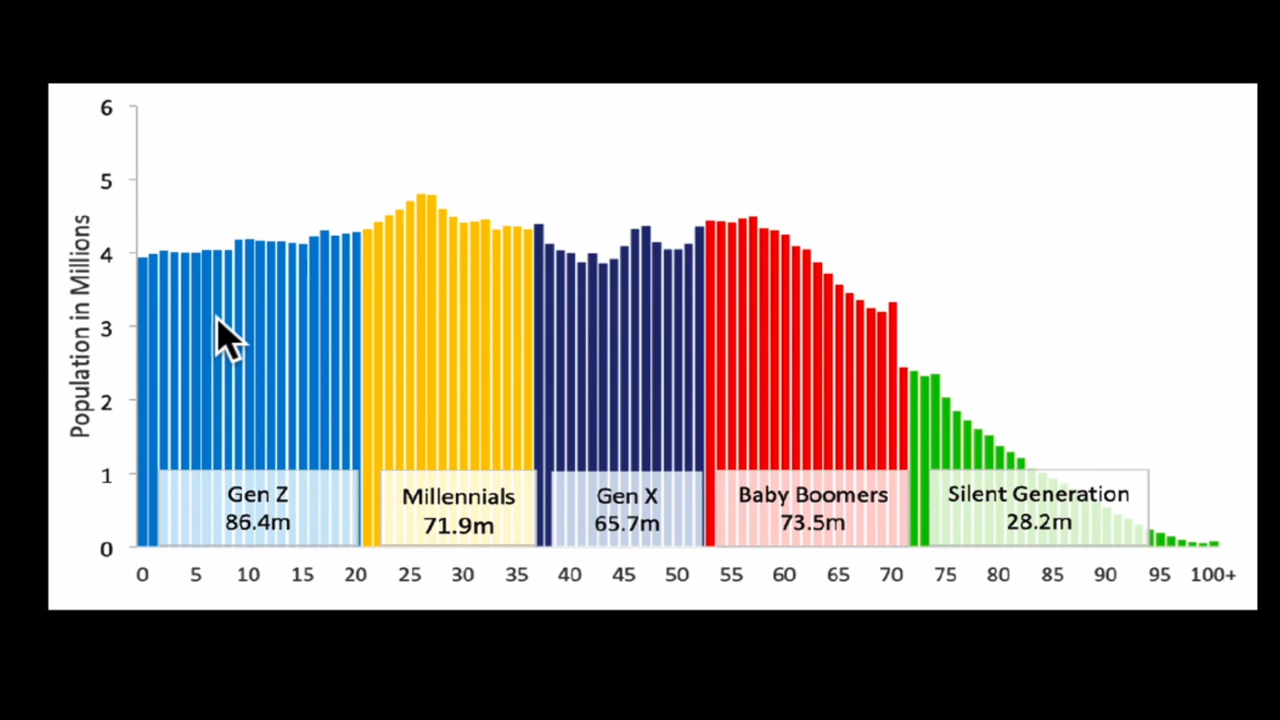 Population in Millions
6
5
4
3
2
1
0
Gen Z
86.4m
Millennials
71.9m
Gen X
65.7m
Baby Boomers
73.5m
Silent Generation
28.2m
0 5 10 15 20 25 30 35 40 45 50 55 60 65 70 75 80 85 90 95 100+